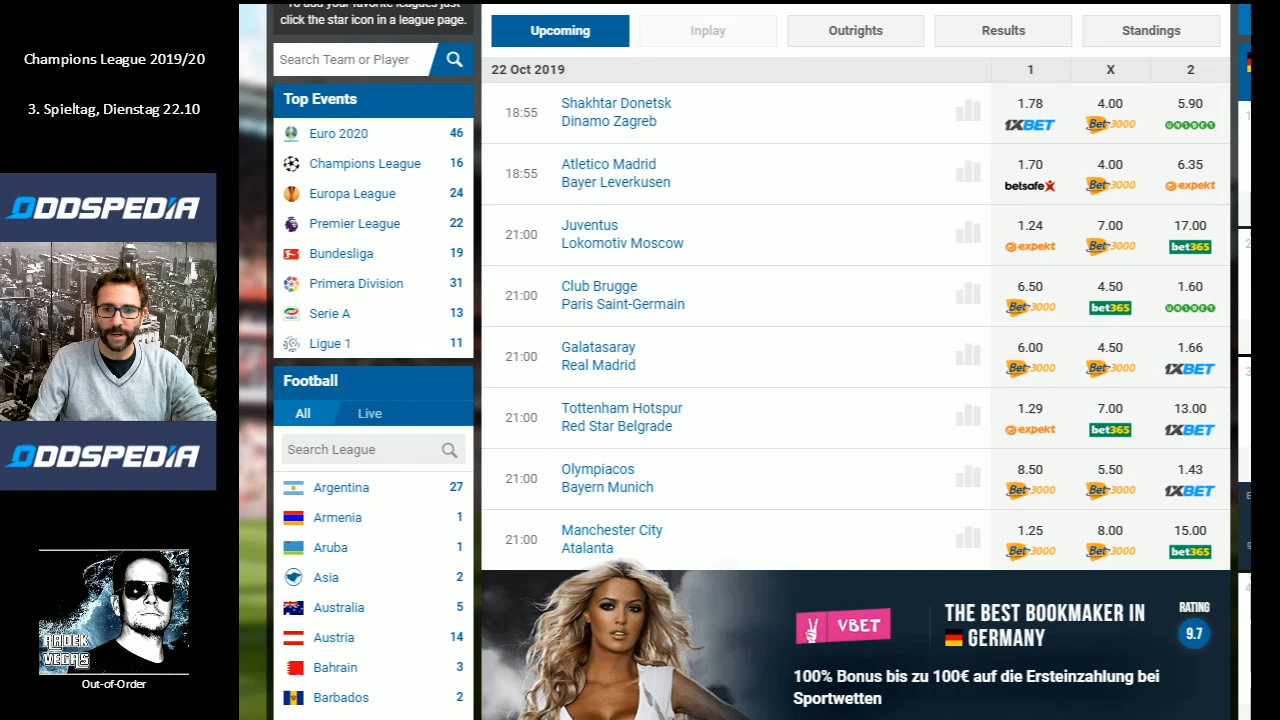 Champions League 2019/20
3. Spieltag, Dienstag 22.10
ODDSPEDIA
ODDSPEDIA
RADEK VEGAS
Out-of-Order
click the star icon in a league page.
Search Team or Player
Top Events
Euro 2020 46
Champions League 16
Europa League 24
Premier League 22
Bundesliga 19
Primera Division 31
Serie A 13
Ligue 1 11
Football
All Live
Search League
Argentina 27
Armenia 1
Aruba 1
Asia 2
Australia 5
Austria 14
Bahrain 3
Barbados 2
Upcoming Inplay Outrights Results Standings
22 Oct 2019 1 X 2
18:55 Shakhtar Donetsk 1.78 4.00 5.90
Dinamo Zagreb 1XBET Bet3000 UNIBET
18:55 Atletico Madrid 1.70 4.00 6.35
Bayer Leverkusen betsafe Bet3000 expekt
21:00 Juventus 1.24 7.00 17.00
Lokomotiv Moscow expekt Bet3000 bet365
21:00 Club Brugge 6.50 4.50 1.60
Paris Saint-Germain Bet3000 bet365 UNIBET
21:00 Galatasaray 6.00 4.50 1.66
Real Madrid Bet3000 Bet3000 1XBET
21:00 Tottenham Hotspur 1.29 7.00 13.00
Red Star Belgrade expekt bet365 1XBET
21:00 Olympiacos 8.50 5.50 1.43
Bayern Munich Bet3000 Bet3000 1XBET
21:00 Manchester City 1.25 8.00 15.00
Atalanta Bet3000 Bet3000 bet365
VBET
THE BEST BOOKMAKER IN
GERMANY
RATING
9.7
100% Bonus bis zu 100€ auf die Ersteinzahlung bei
Sportwetten